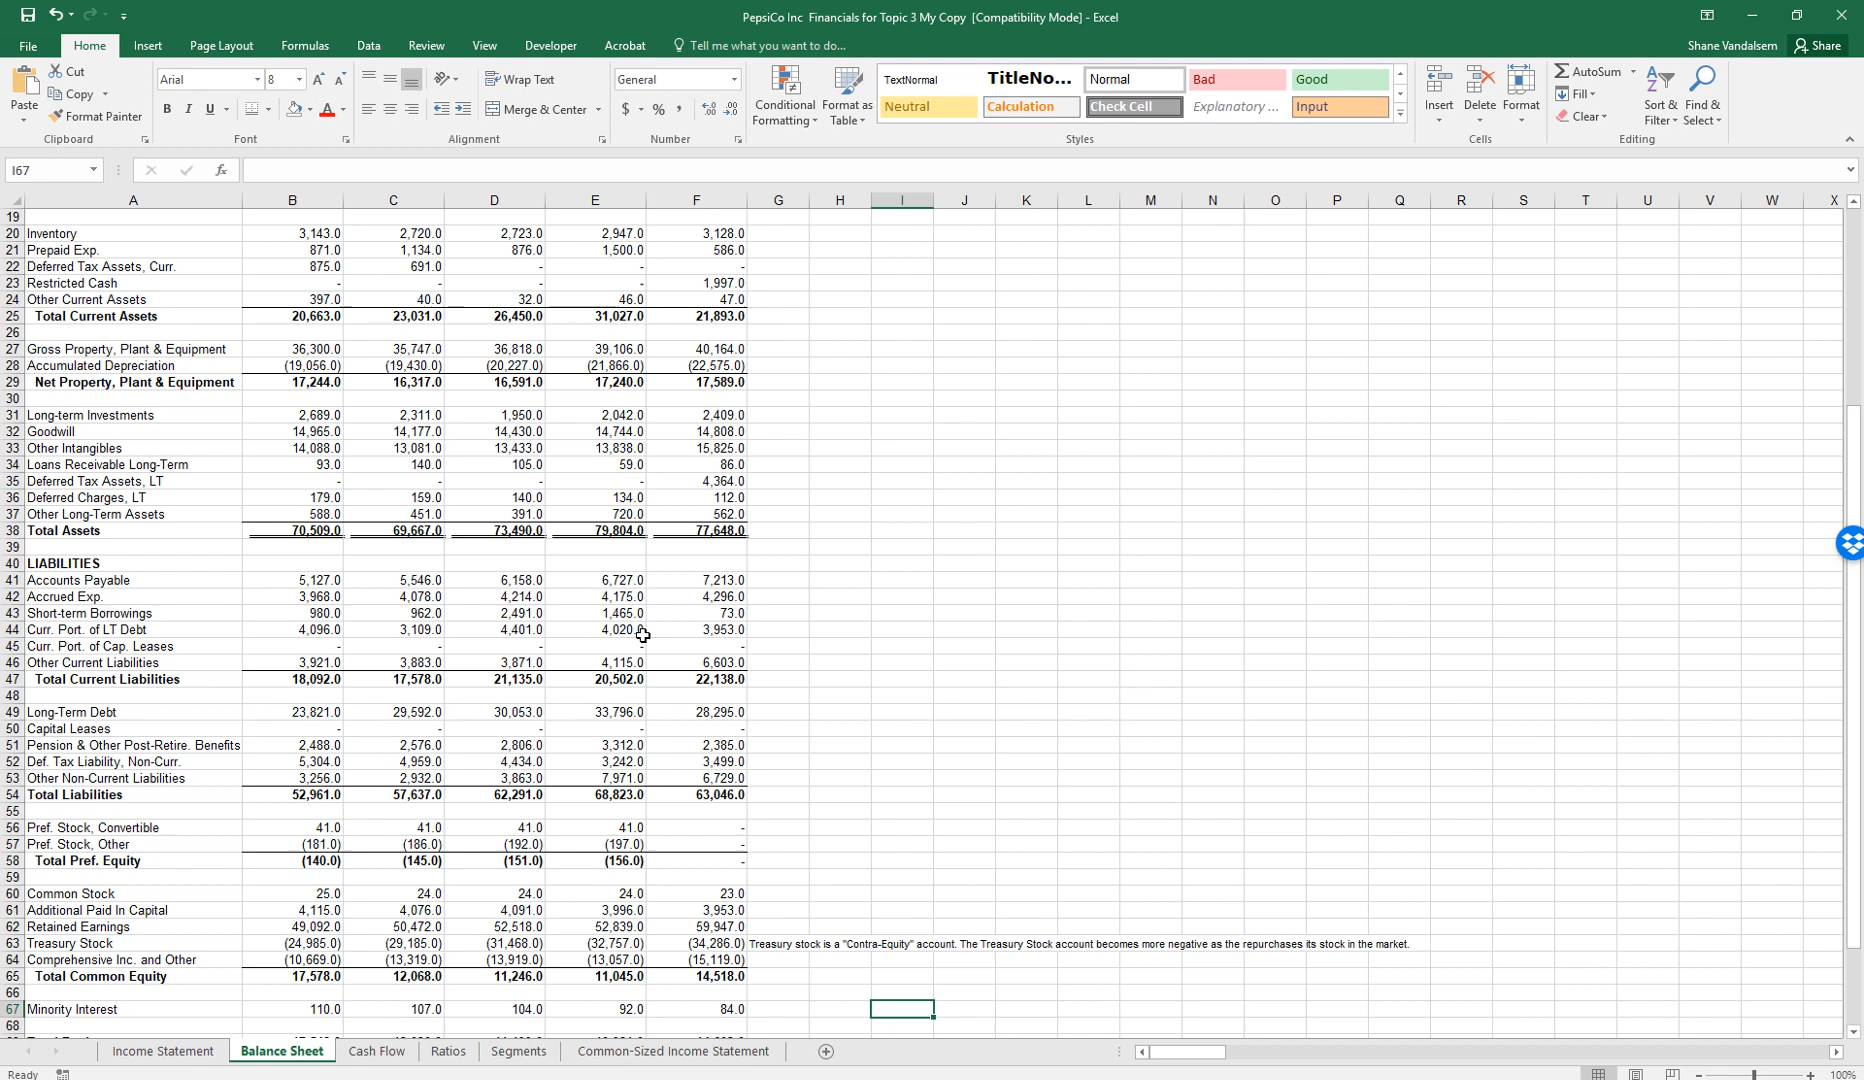 PepsiCo Inc  Financials for Topic 3 My Copy  [Compatibility Mode] - Excel
File Home Insert Page Layout Formulas Data Review View Developer Acrobat Tell me what you want to do... Shane Vandalsem Share
Paste Cut Copy Format Painter Clipboard
Arial 8 A A B I U A Font
Wrap Text Merge & Center Alignment
General $ % , Number
Conditional Formatting Format as Table
TextNormal TitleNo... Normal Bad Good
Neutral Calculation Check Cell Explanatory ... Input
Styles
Insert Delete Format Cells
AutoSum Fill Clear Sort & Filter Find & Select Editing
I67 fx
A B C D E F G H I J K L M N O P Q R S T U V W X
19
20 Inventory 3,143.0 2,720.0 2,723.0 2,947.0 3,128.0
21 Prepaid Exp. 871.0 1,134.0 876.0 1,500.0 586.0
22 Deferred Tax Assets, Curr. 875.0 691.0 - - -
23 Restricted Cash - - - - 1,997.0
24 Other Current Assets 397.0 40.0 32.0 46.0 47.0
25 Total Current Assets 20,663.0 23,031.0 26,450.0 31,027.0 21,893.0
26
27 Gross Property, Plant & Equipment 36,300.0 35,747.0 36,818.0 39,106.0 40,164.0
28 Accumulated Depreciation (19,056.0) (19,430.0) (20,227.0) (21,866.0) (22,575.0)
29 Net Property, Plant & Equipment 17,244.0 16,317.0 16,591.0 17,240.0 17,589.0
30
31 Long-term Investments 2,689.0 2,311.0 1,950.0 2,042.0 2,409.0
32 Goodwill 14,965.0 14,177.0 14,430.0 14,744.0 14,808.0
33 Other Intangibles 14,088.0 13,081.0 13,433.0 13,838.0 15,825.0
34 Loans Receivable Long-Term 93.0 140.0 105.0 59.0 86.0
35 Deferred Tax Assets, LT - - - - 4,364.0
36 Deferred Charges, LT 179.0 159.0 140.0 134.0 112.0
37 Other Long-Term Assets 588.0 451.0 391.0 720.0 562.0
38 Total Assets 70,509.0 69,667.0 73,490.0 79,804.0 77,648.0
39
40 LIABILITIES
41 Accounts Payable 5,127.0 5,546.0 6,158.0 6,727.0 7,213.0
42 Accrued Exp. 3,968.0 4,078.0 4,214.0 4,175.0 4,296.0
43 Short-term Borrowings 980.0 962.0 2,491.0 1,465.0 73.0
44 Curr. Port. of LT Debt 4,096.0 3,109.0 4,401.0 4,020.0 3,953.0
45 Curr. Port. of Cap. Leases - - - - -
46 Other Current Liabilities 3,921.0 3,883.0 3,871.0 4,115.0 6,603.0
47 Total Current Liabilities 18,092.0 17,578.0 21,135.0 20,502.0 22,138.0
48
49 Long-Term Debt 23,821.0 29,592.0 30,053.0 33,796.0 28,295.0
50 Capital Leases - - - - -
51 Pension & Other Post-Retire. Benefits 2,488.0 2,576.0 2,806.0 3,312.0 2,385.0
52 Def. Tax Liability, Non-Curr. 5,304.0 4,959.0 4,434.0 3,242.0 3,499.0
53 Other Non-Current Liabilities 3,256.0 2,932.0 3,863.0 7,971.0 6,729.0
54 Total Liabilities 52,961.0 57,637.0 62,291.0 68,823.0 63,046.0
55
56 Pref. Stock, Convertible 41.0 41.0 41.0 41.0 -
57 Pref. Stock, Other (181.0) (186.0) (192.0) (197.0) -
58 Total Pref. Equity (140.0) (145.0) (151.0) (156.0) -
59
60 Common Stock 25.0 24.0 24.0 24.0 23.0
61 Additional Paid In Capital 4,115.0 4,076.0 4,091.0 3,996.0 3,953.0
62 Retained Earnings 49,092.0 50,472.0 52,518.0 52,839.0 59,947.0
63 Treasury Stock (24,985.0) (29,185.0) (31,468.0) (32,757.0) (34,286.0) Treasury stock is a "Contra-Equity" account. The Treasury Stock account becomes more negative as the repurchases its stock in the market.
64 Comprehensive Inc. and Other (10,669.0) (13,319.0) (13,919.0) (13,057.0) (15,119.0)
65 Total Common Equity 17,578.0 12,068.0 11,246.0 11,045.0 14,518.0
66
67 Minority Interest 110.0 107.0 104.0 92.0 84.0
68
Income Statement Balance Sheet Cash Flow Ratios Segments Common-Sized Income Statement
Ready 100%